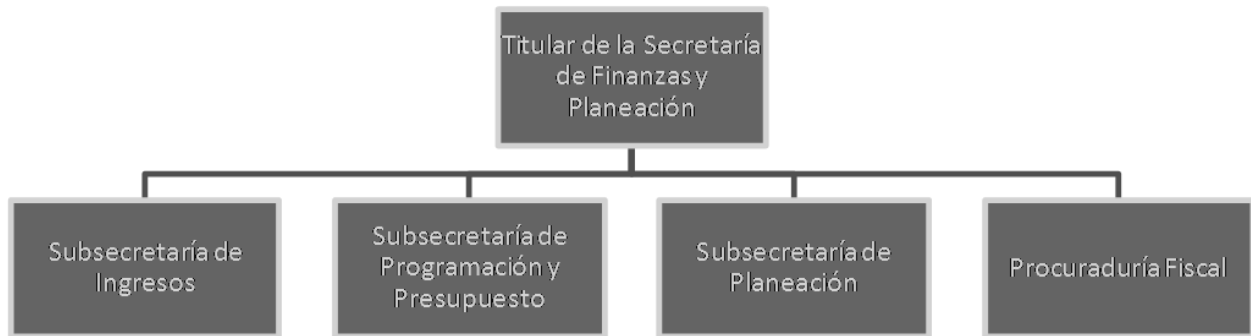 Titular de la Secretaría
de Finanzas y
Planeación
Subsecretaría de
Ingresos
Subsecretaría de
Programación y
Presupuesto
Subsecretaría de
Planeación
Procuraduría Fiscal